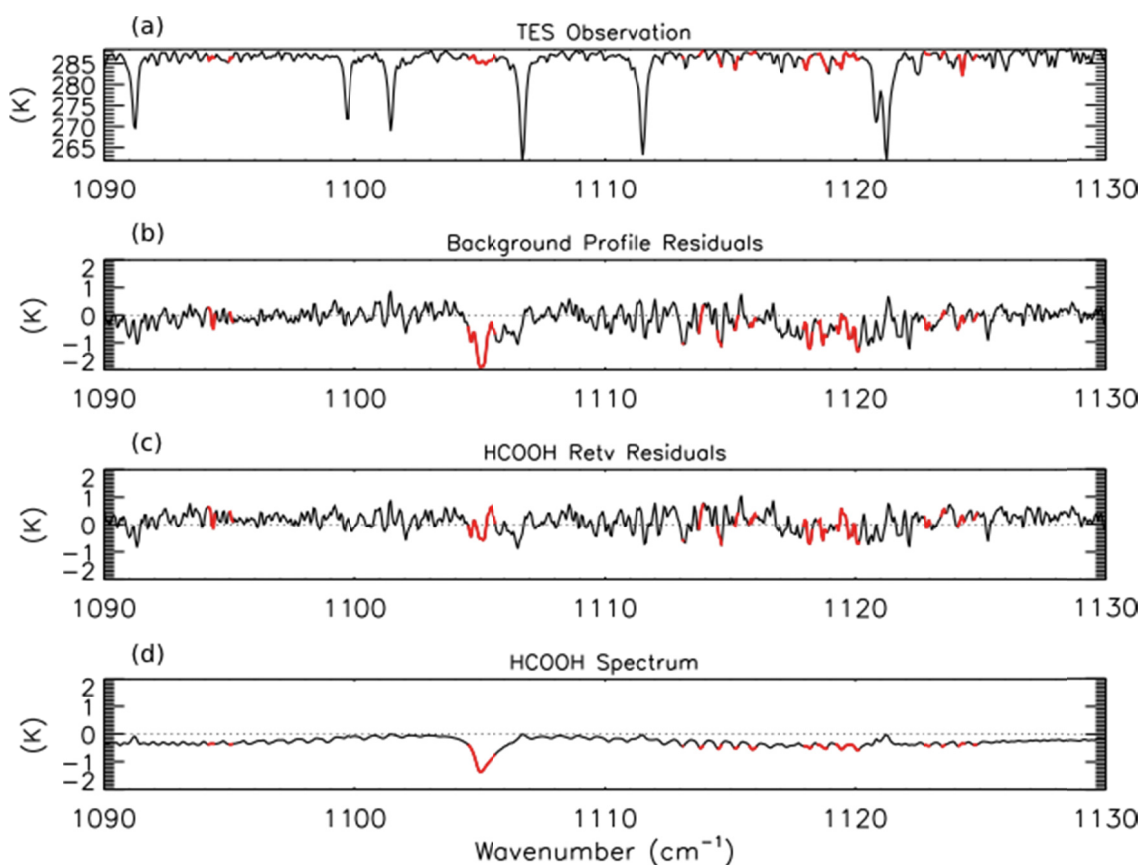 (a)
TES Observation
285
280
275
270
265
(K)
1090 1100 1110 1120 1130
(b)
Background Profile Residuals
2
1
0
-1
-2
(K)
1090 1100 1110 1120 1130
(c)
HCOOH Retv Residuals
2
1
0
-1
-2
(K)
1090 1100 1110 1120 1130
(d)
HCOOH Spectrum
2
1
0
-1
-2
(K)
1090 1100 1110 1120 1130
Wavenumber (cm⁻¹)